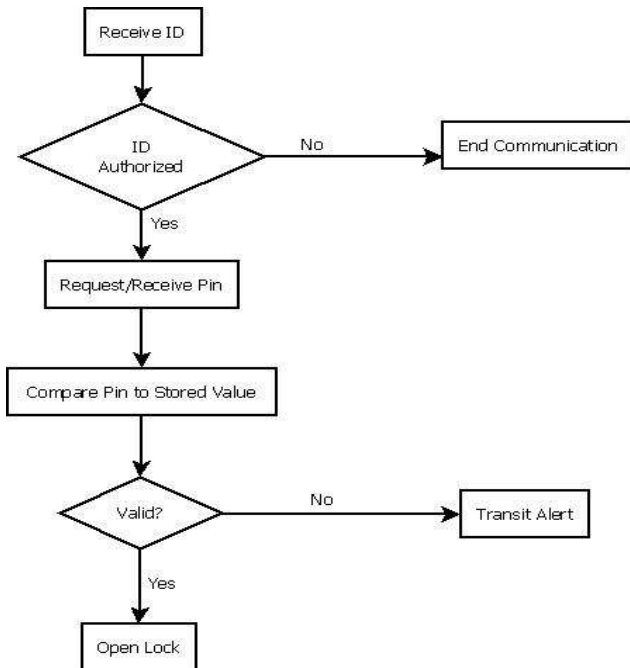 Receive ID
ID
Authorized
No
End Communication
Yes
Request/Receive Pin
Compare Pin to Stored Value
Valid?
No
Transit Alert
Yes
Open Lock